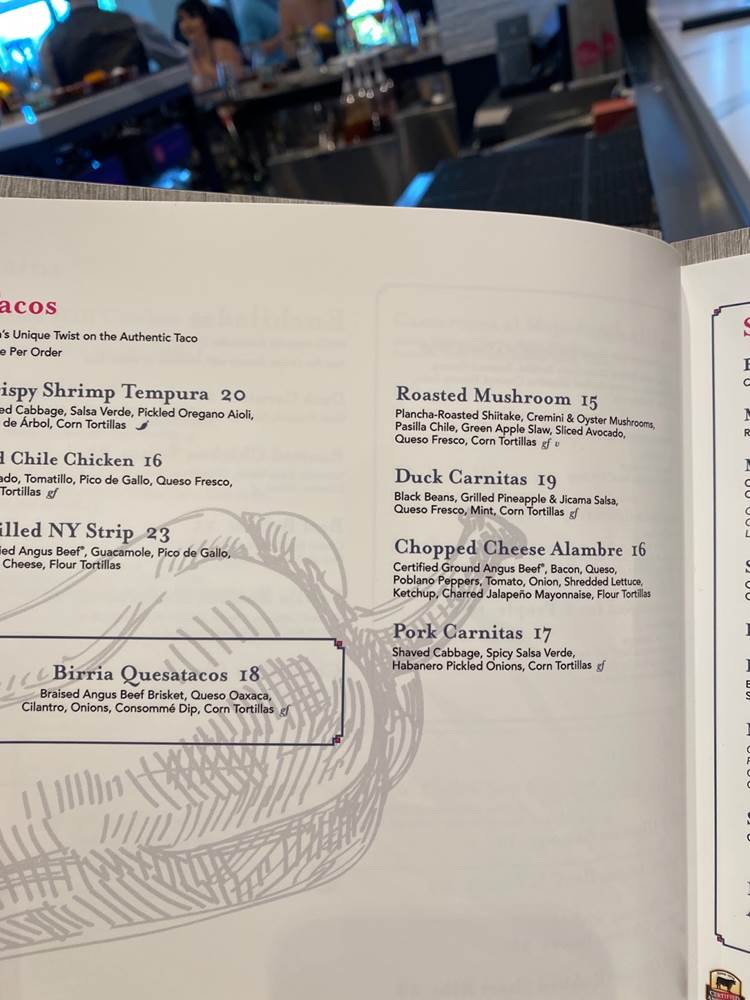 acos
's Unique Twist on the Authentic Taco
e Per Order
ispy Shrimp Tempura 20
ed Cabbage, Salsa Verde, Pickled Oregano Aioli,
de Árbol, Corn Tortillas
d Chile Chicken 16
ado, Tomatillo, Pico de Gallo, Queso Fresco,
Tortillas gf
illed NY Strip 23
ied Angus Beef®, Guacamole, Pico de Gallo,
Cheese, Flour Tortillas
Birria Quesatacos 18
Braised Angus Beef Brisket, Queso Oaxaca,
Cilantro, Onions, Consommé Dip, Corn Tortillas gf
Roasted Mushroom 15
Plancha-Roasted Shiitake, Cremini & Oyster Mushrooms,
Pasilla Chile, Green Apple Slaw, Sliced Avocado,
Queso Fresco, Corn Tortillas gf v
Duck Carnitas 19
Black Beans, Grilled Pineapple & Jicama Salsa,
Queso Fresco, Mint, Corn Tortillas gf
Chopped Cheese Alambre 16
Certified Ground Angus Beef®, Bacon, Queso,
Poblano Peppers, Tomato, Onion, Shredded Lettuce,
Ketchup, Charred Jalapeño Mayonnaise, Flour Tortillas
Pork Carnitas 17
Shaved Cabbage, Spicy Salsa Verde,
Habanero Pickled Onions, Corn Tortillas gf